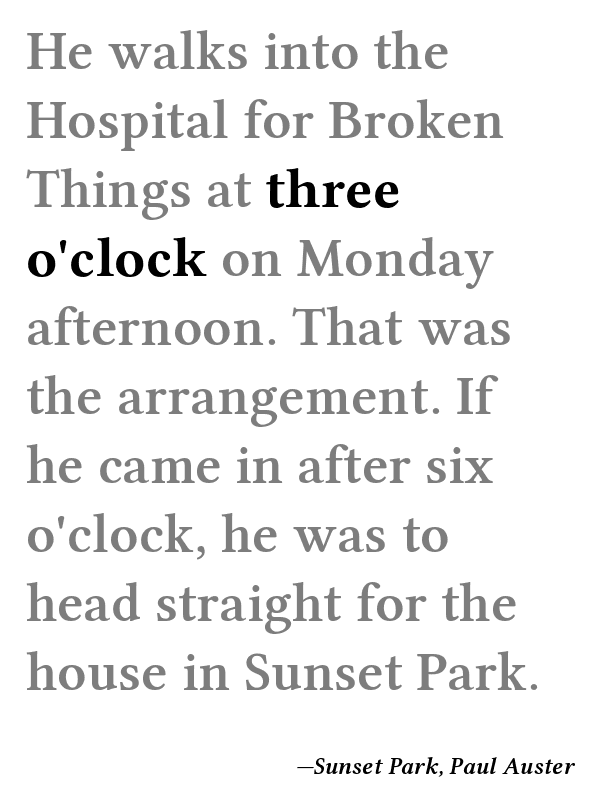 He walks into the
Hospital for Broken
Things at three
o'clock on Monday
afternoon. That was
the arrangement. If
he came in after six
o'clock, he was to
head straight for the
house in Sunset Park.
—Sunset Park, Paul Auster